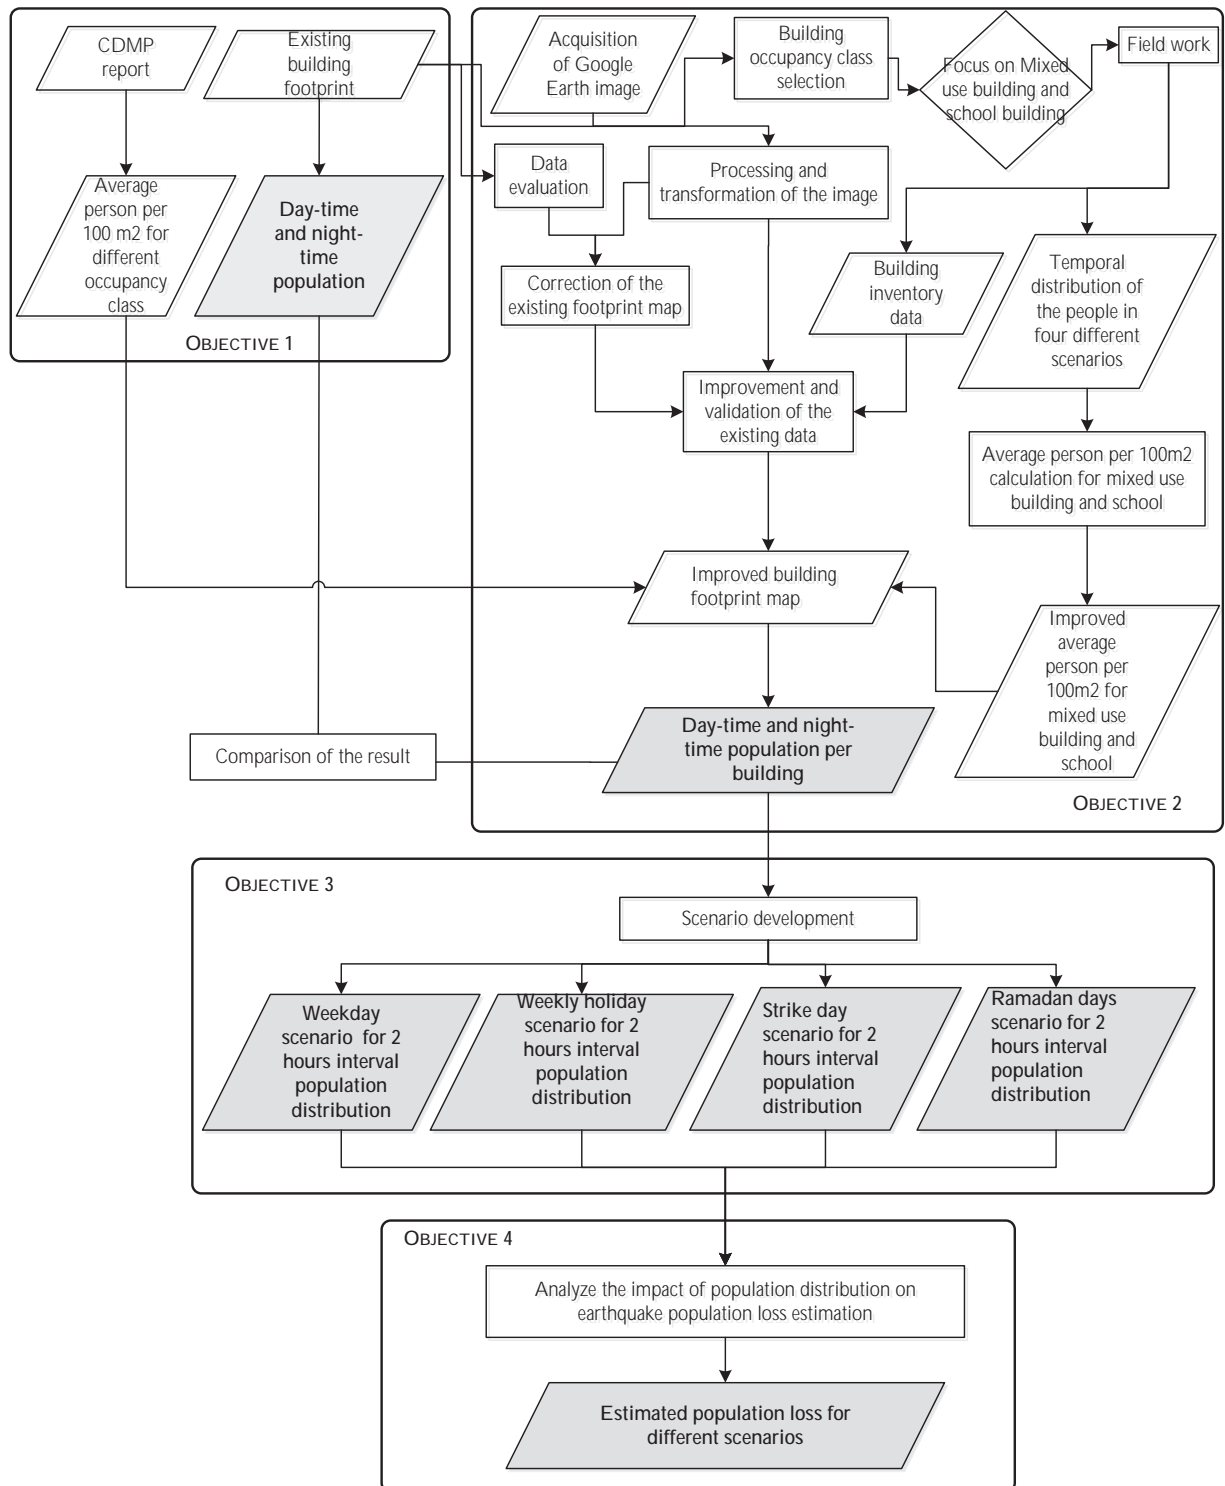 CDMP
report
Existing
building
footprint
Average
person per
100 m2 for
different
occupancy
class
Day-time
and night-
time
population
OBJECTIVE 1
Acquisition
of Google
Earth image
Building
occupancy class
selection
Focus on Mixed
use building and
school building
Field work
Data
evaluation
Processing and
transformation of the image
Correction of the
existing footprint map
Building
inventory
data
Temporal
distribution of
the people in
four different
scenarios
Improvement and
validation of the
existing data
Average person per 100m2
calculation for mixed use
building and school
Improved building
footprint map
Improved
average
person per
100m2 for
mixed use
building and
school
Day-time and night-
time population per
building
Comparison of the result
OBJECTIVE 2
OBJECTIVE 3
Scenario development
Weekday
scenario for 2
hours interval
population
distribution
Weekly holiday
scenario for 2
hours interval
population
distribution
Strike day
scenario for 2
hours interval
population
distribution
Ramadan days
scenario for 2
hours interval
population
distribution
OBJECTIVE 4
Analyze the impact of population distribution on
earthquake population loss estimation
Estimated population loss for
different scenarios